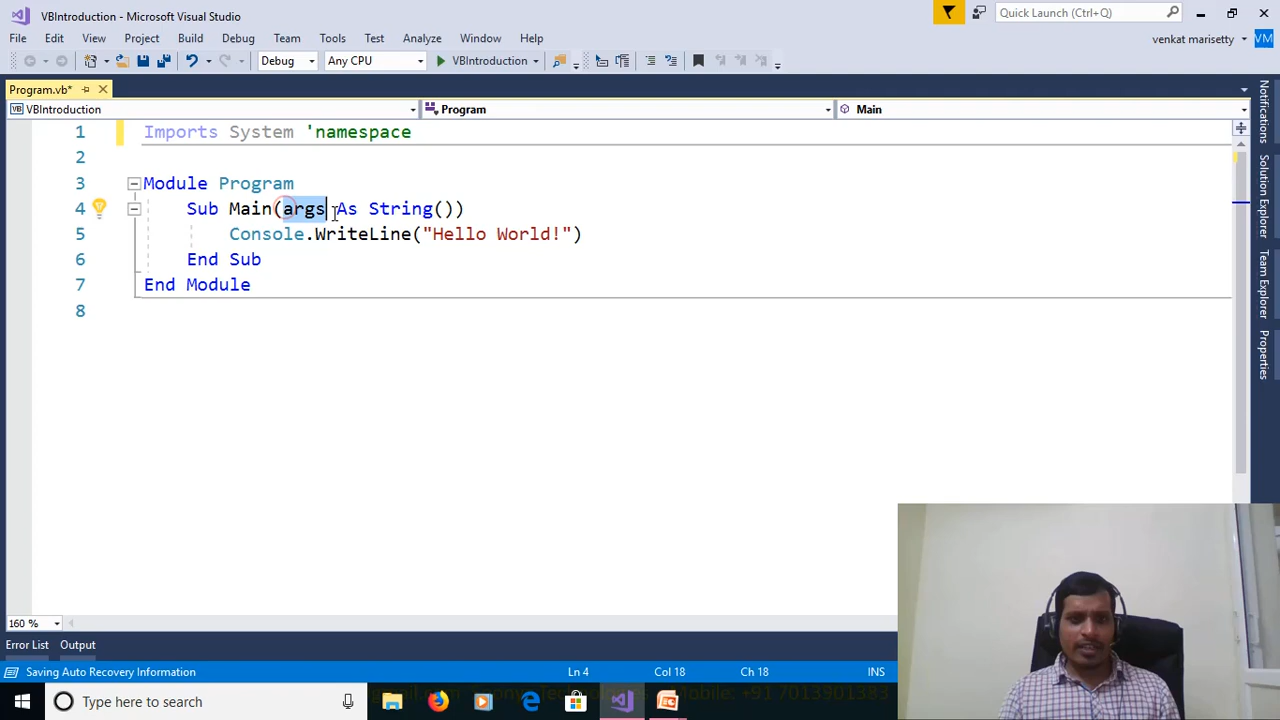 VBIntroduction - Microsoft Visual Studio
Quick Launch (Ctrl+Q)
File Edit View Project Build Debug Team Tools Test Analyze Window Help
venkat marisetty VM
Debug Any CPU VBIntroduction
Program.vb*
VBIntroduction Program Main
1 Imports System 'namespace
2
3 Module Program
4 Sub Main(args As String())
5 Console.WriteLine("Hello World!")
6 End Sub
7 End Module
8
Notifications
Solution Explorer
Team Explorer
Properties
160 %
Error List Output
Saving Auto Recovery Information Ln 4 Col 18 Ch 18 INS
Type here to search
Mobile: +91 7013901383